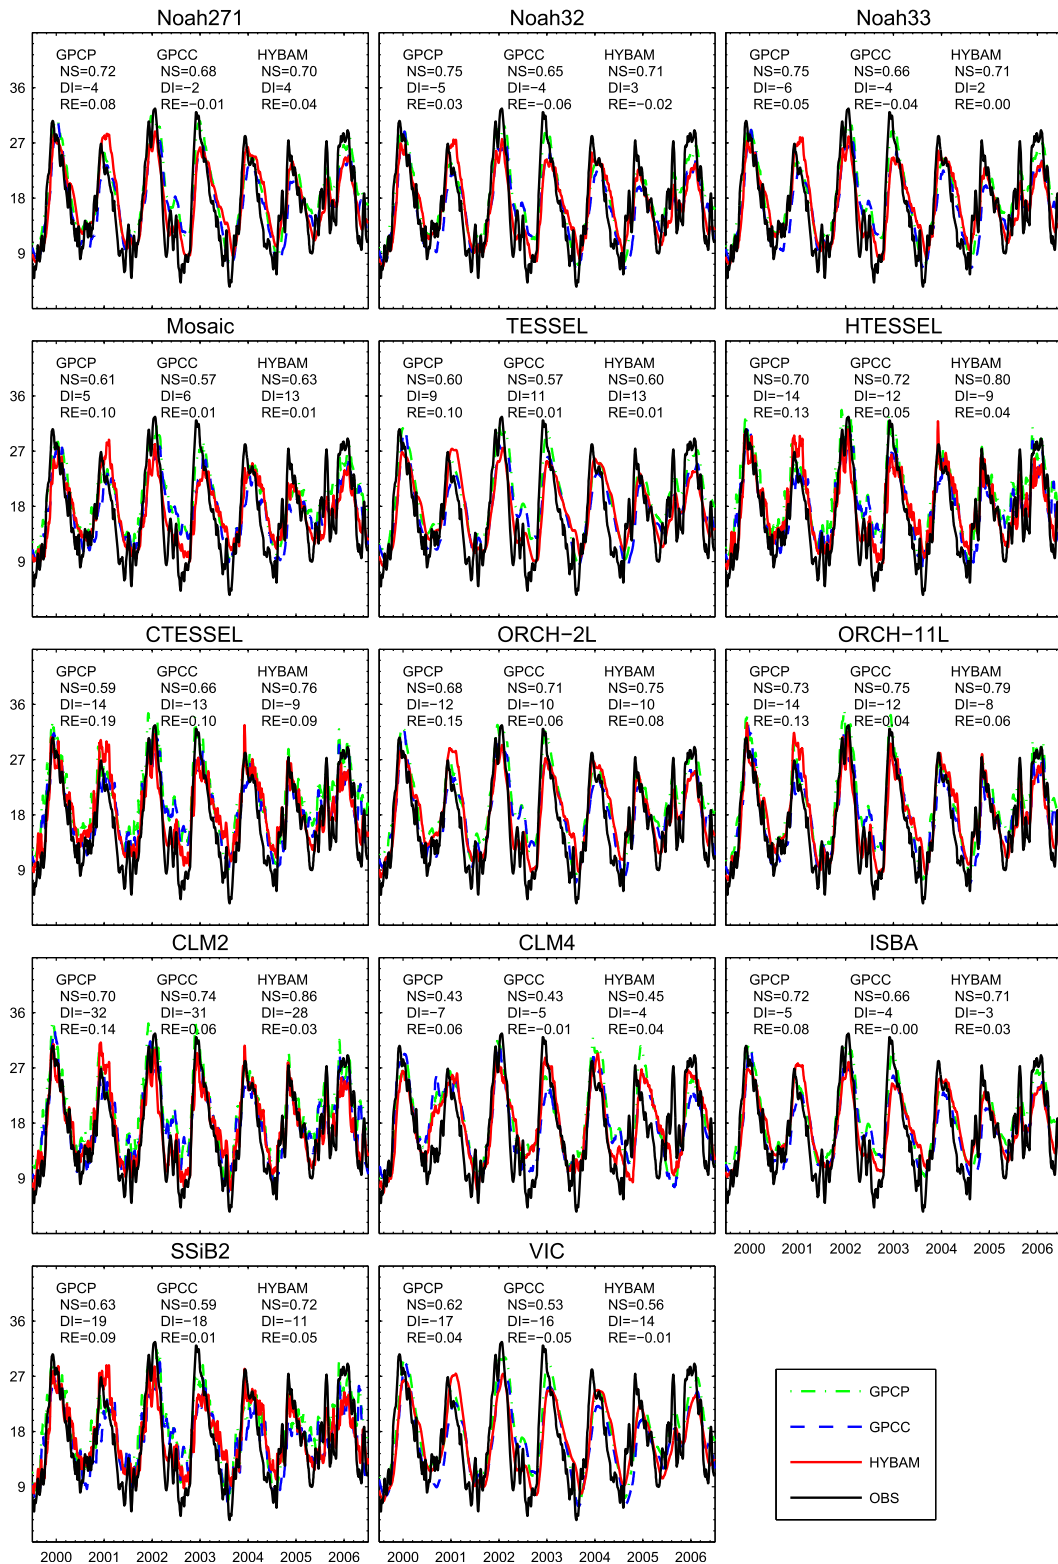 Noah271 Noah32 Noah33
GPCP GPCC HYBAM GPCP GPCC HYBAM GPCP GPCC HYBAM
NS=0.72 NS=0.68 NS=0.70 NS=0.75 NS=0.65 NS=0.71 NS=0.75 NS=0.66 NS=0.71
DI=−4 DI=−2 DI=4 DI=−5 DI=−4 DI=3 DI=−6 DI=−4 DI=2
RE=0.08 RE=−0.01 RE=0.04 RE=0.03 RE=−0.06 RE=−0.02 RE=0.05 RE=−0.04 RE=0.00
36
27
18
9
Mosaic TESSEL HTESSEL
GPCP GPCC HYBAM GPCP GPCC HYBAM GPCP GPCC HYBAM
NS=0.61 NS=0.57 NS=0.63 NS=0.60 NS=0.57 NS=0.60 NS=0.70 NS=0.72 NS=0.80
DI=5 DI=6 DI=13 DI=9 DI=11 DI=13 DI=−14 DI=−12 DI=−9
RE=0.10 RE=0.01 RE=0.01 RE=0.10 RE=0.01 RE=0.01 RE=0.13 RE=0.05 RE=0.04
36
27
18
9
CTESSEL ORCH−2L ORCH−11L
GPCP GPCC HYBAM GPCP GPCC HYBAM GPCP GPCC HYBAM
NS=0.59 NS=0.66 NS=0.76 NS=0.68 NS=0.71 NS=0.75 NS=0.73 NS=0.75 NS=0.79
DI=−14 DI=−13 DI=−9 DI=−12 DI=−10 DI=−10 DI=−14 DI=−12 DI=−8
RE=0.19 RE=0.10 RE=0.09 RE=0.15 RE=0.06 RE=0.08 RE=0.13 RE=0.04 RE=0.06
36
27
18
9
CLM2 CLM4 ISBA
GPCP GPCC HYBAM GPCP GPCC HYBAM GPCP GPCC HYBAM
NS=0.70 NS=0.74 NS=0.86 NS=0.43 NS=0.43 NS=0.45 NS=0.72 NS=0.66 NS=0.71
DI=−32 DI=−31 DI=−28 DI=−7 DI=−5 DI=−4 DI=−5 DI=−4 DI=−3
RE=0.14 RE=0.06 RE=0.03 RE=0.06 RE=−0.01 RE=0.04 RE=0.08 RE=−0.00 RE=0.03
36
27
18
9
2000 2001 2002 2003 2004 2005 2006
SSiB2 VIC
GPCP GPCC HYBAM GPCP GPCC HYBAM
NS=0.63 NS=0.59 NS=0.72 NS=0.62 NS=0.53 NS=0.56
DI=−19 DI=−18 DI=−11 DI=−17 DI=−16 DI=−14
RE=0.09 RE=0.01 RE=0.05 RE=0.04 RE=−0.05 RE=−0.01
36
27
18
9
2000 2001 2002 2003 2004 2005 2006 2000 2001 2002 2003 2004 2005 2006
GPCP
GPCC
HYBAM
OBS